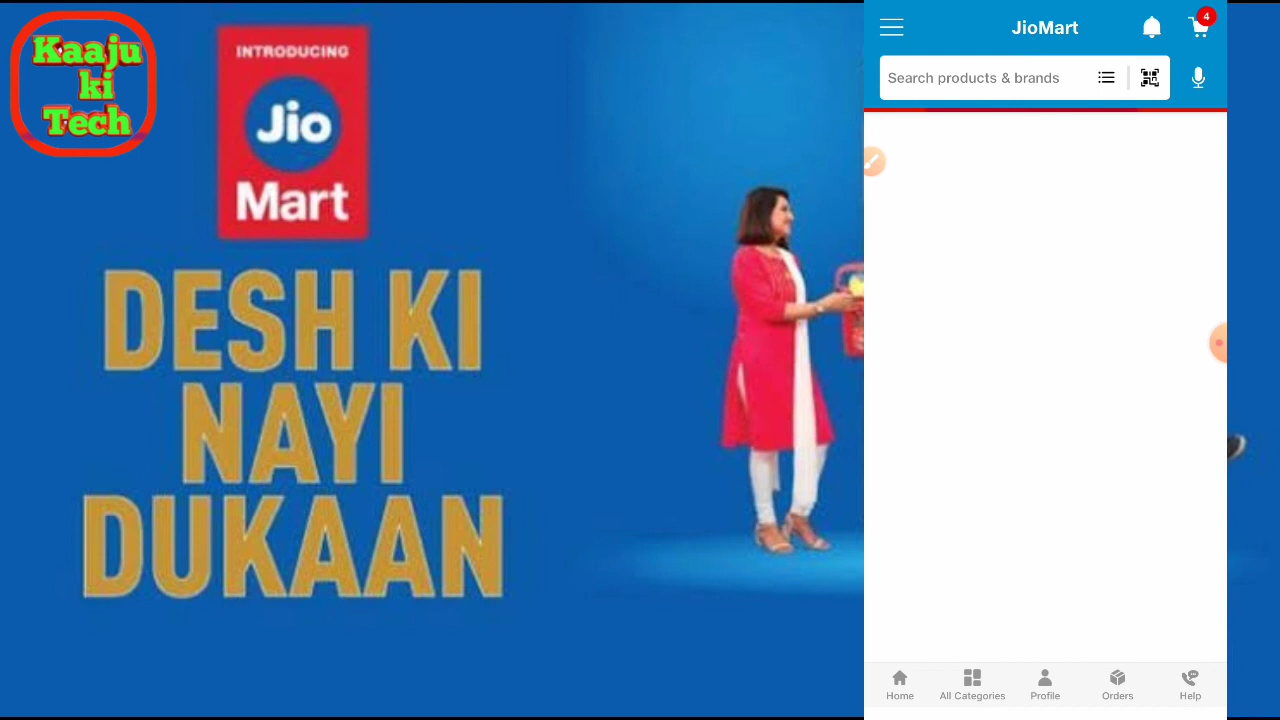 Kaaju
ki
Tech
INTRODUCING
Jio
Mart
DESH KI
NAYI
DUKAAN
JioMart
4
Search products & brands
Home
All Categories
Profile
Orders
Help